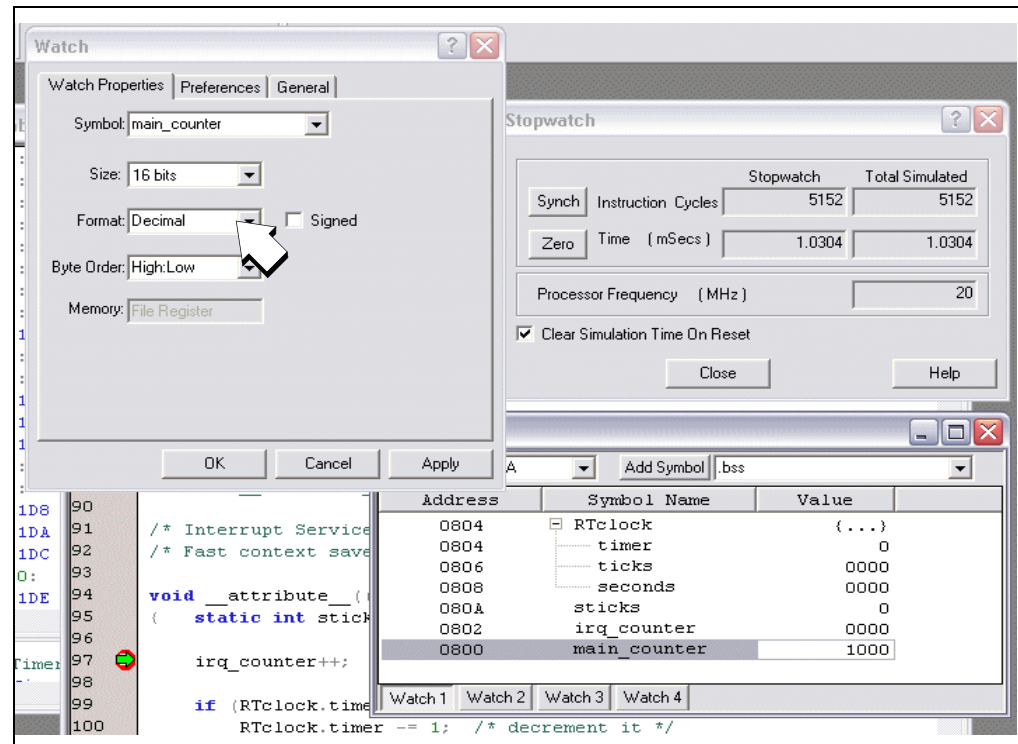 Watch
Watch Properties Preferences General
Symbol: main_counter
Size: 16 bits
Format: Decimal Signed
Byte Order: High:Low
Memory: File Register
OK Cancel Apply
Stopwatch
Stopwatch Total Simulated
Synch Instruction Cycles 5152 5152
Zero Time (mSecs) 1.0304 1.0304
Processor Frequency (MHz) 20
Clear Simulation Time On Reset
Close Help
A Add Symbol .bss
Address Symbol Name Value
0804 RTclock {...}
0804 timer 0
0806 ticks 0000
0808 seconds 0000
080A sticks 0
0802 irq_counter 0000
0800 main_counter 1000
Watch 1 Watch 2 Watch 3 Watch 4
1D8
1DA
1DC
0:
1DE
90
91 /* Interrupt Service
92 /* Fast context save
93
94 void __attribute__(
95 { static int stick
96
97 irq_counter++;
98
99 if (RTclock.time
100 RTclock.timer -= 1; /* decrement it */